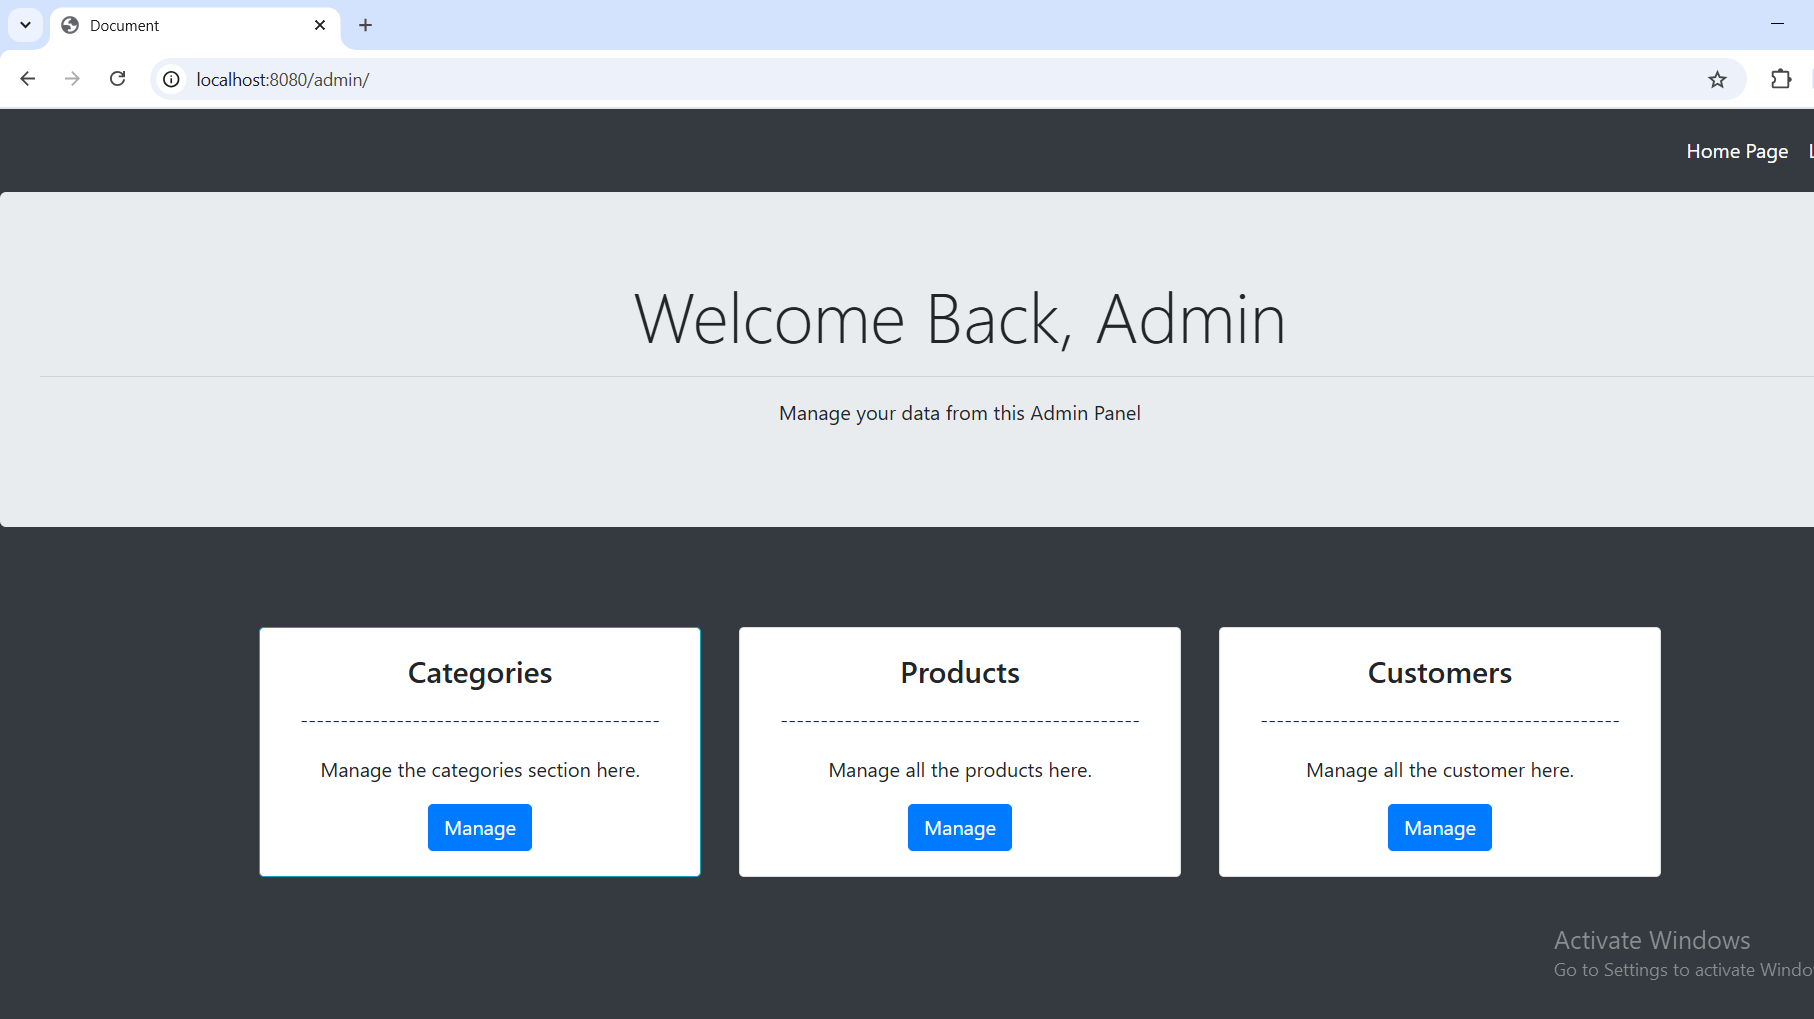 Document
localhost:8080/admin/
Home Page
Welcome Back, Admin
Manage your data from this Admin Panel
Categories
--------------------------------------------
Manage the categories section here.
Manage
Products
--------------------------------------------
Manage all the products here.
Manage
Customers
--------------------------------------------
Manage all the customer here.
Manage
Activate Windows
Go to Settings to activate Windo